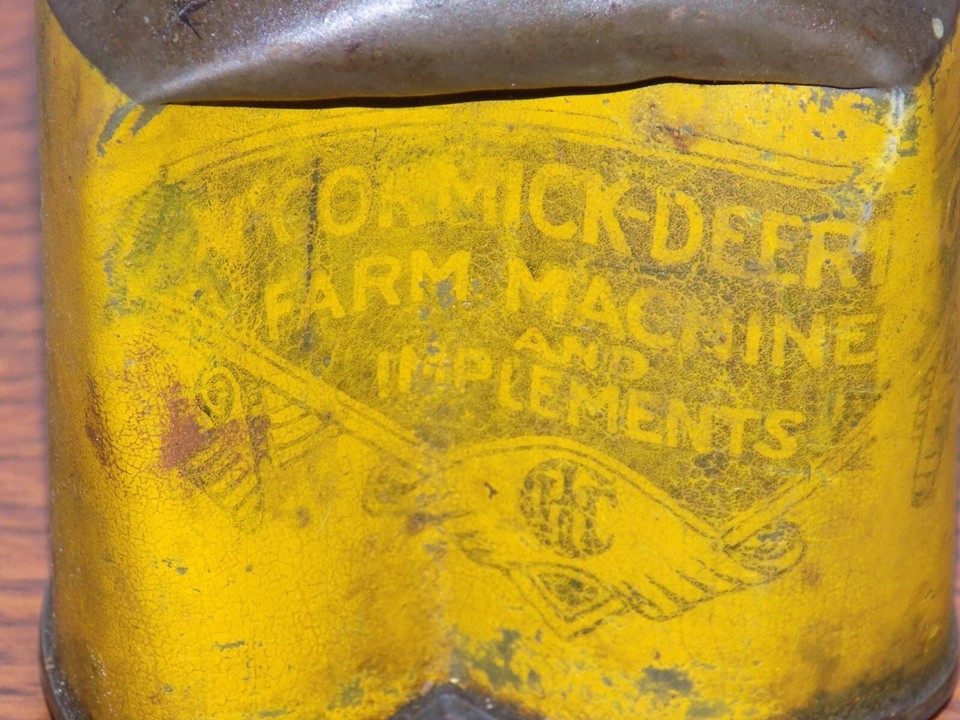 McCORMICK-DEERI
FARM MACHINE
AND
IMPLEMENTS
IHC